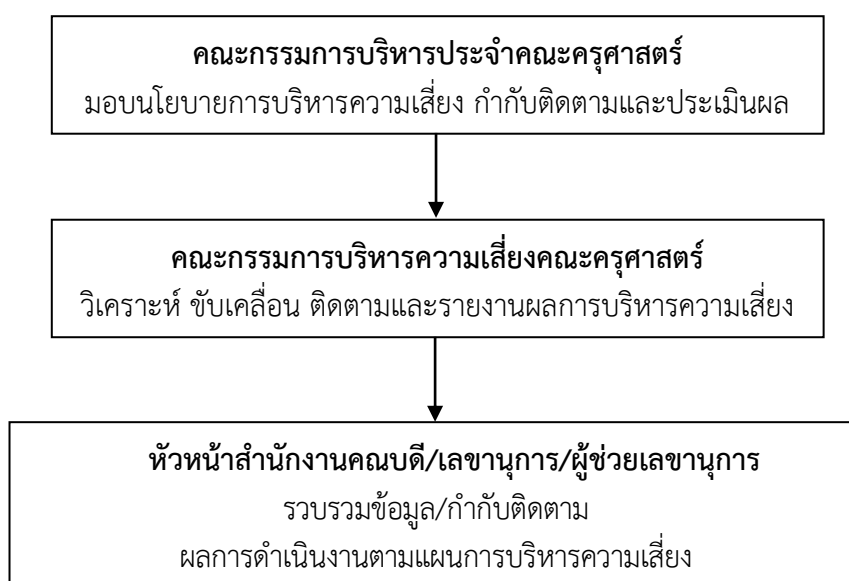 คณะกรรมการบริหารประจำคณะครุศาสตร์
มอบนโยบายการบริหารความเสี่ยง กำกับติดตามและประเมินผล
คณะกรรมการบริหารความเสี่ยงคณะครุศาสตร์
วิเคราะห์ ขับเคลื่อน ติดตามและรายงานผลการบริหารความเสี่ยง
หัวหน้าสำนักงานคณบดี/เลขานุการ/ผู้ช่วยเลขานุการ
รวบรวมข้อมูล/กำกับติดตาม
ผลการดำเนินงานตามแผนการบริหารความเสี่ยง